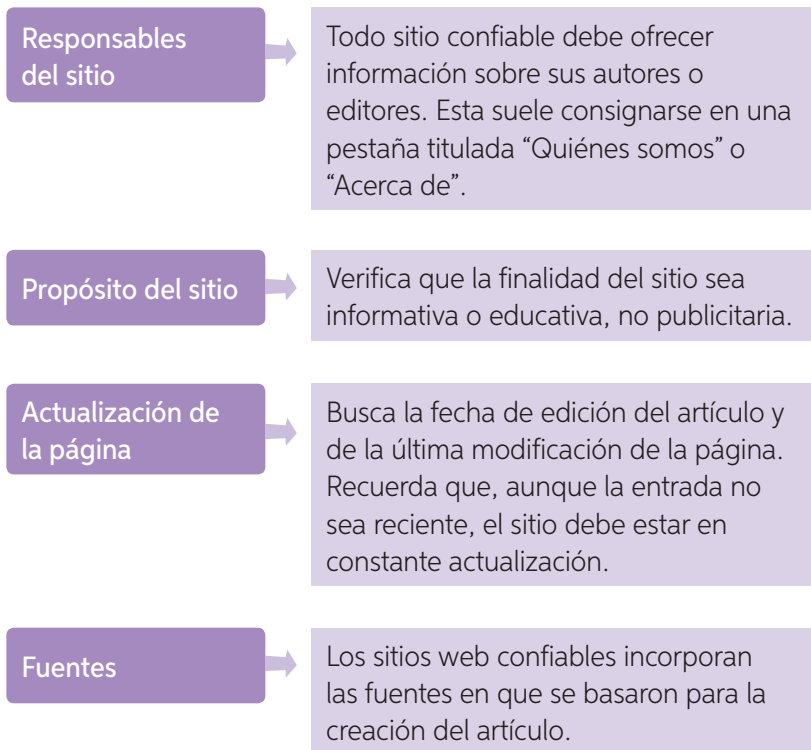 Responsables
del sitio
Todo sitio confiable debe ofrecer
información sobre sus autores o
editores. Esta suele consignarse en una
pestaña titulada “Quiénes somos” o
“Acerca de”.
Propósito del sitio
Verifica que la finalidad del sitio sea
informativa o educativa, no publicitaria.
Actualización de
la página
Busca la fecha de edición del artículo y
de la última modificación de la página.
Recuerda que, aunque la entrada no
sea reciente, el sitio debe estar en
constante actualización.
Fuentes
Los sitios web confiables incorporan
las fuentes en que se basaron para la
creación del artículo.